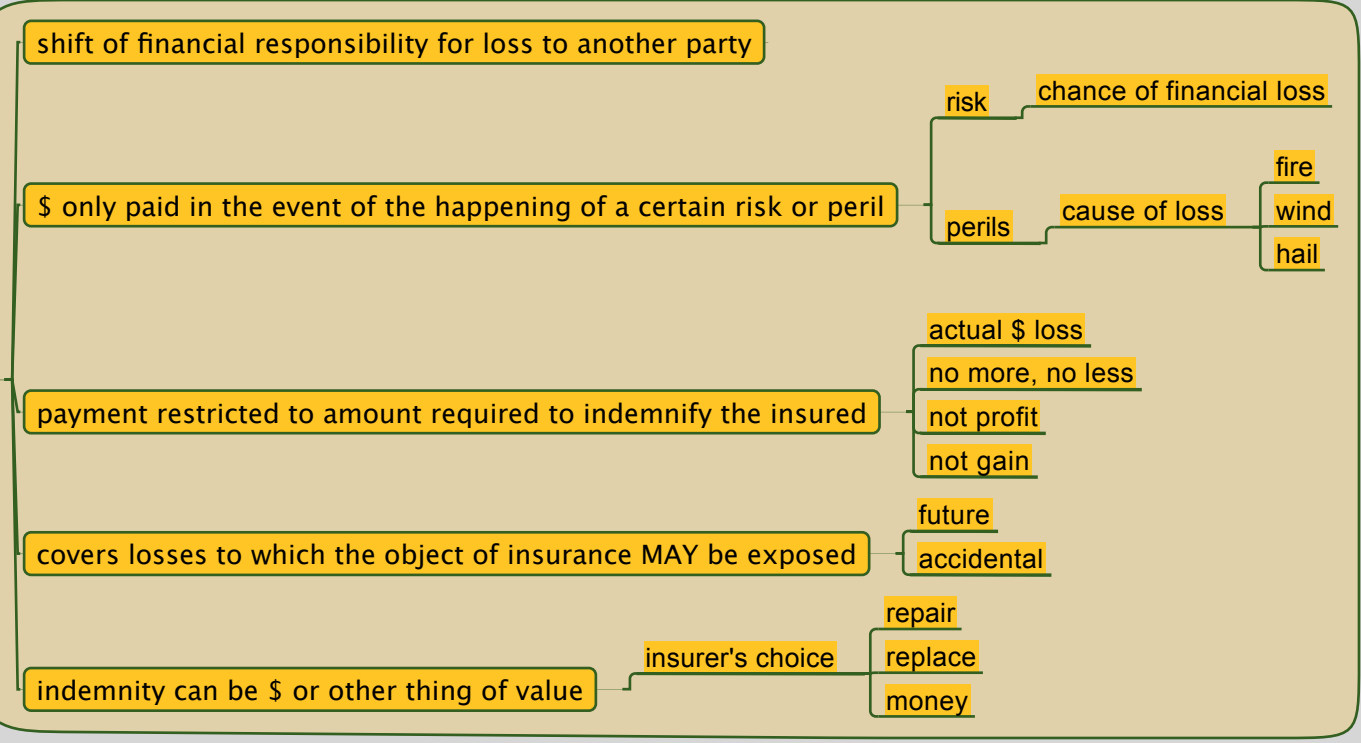 shift of financial responsibility for loss to another party
$ only paid in the event of the happening of a certain risk or peril
risk
chance of financial loss
perils
cause of loss
fire
wind
hail
payment restricted to amount required to indemnify the insured
actual $ loss
no more, no less
not profit
not gain
covers losses to which the object of insurance MAY be exposed
future
accidental
indemnity can be $ or other thing of value
insurer's choice
repair
replace
money